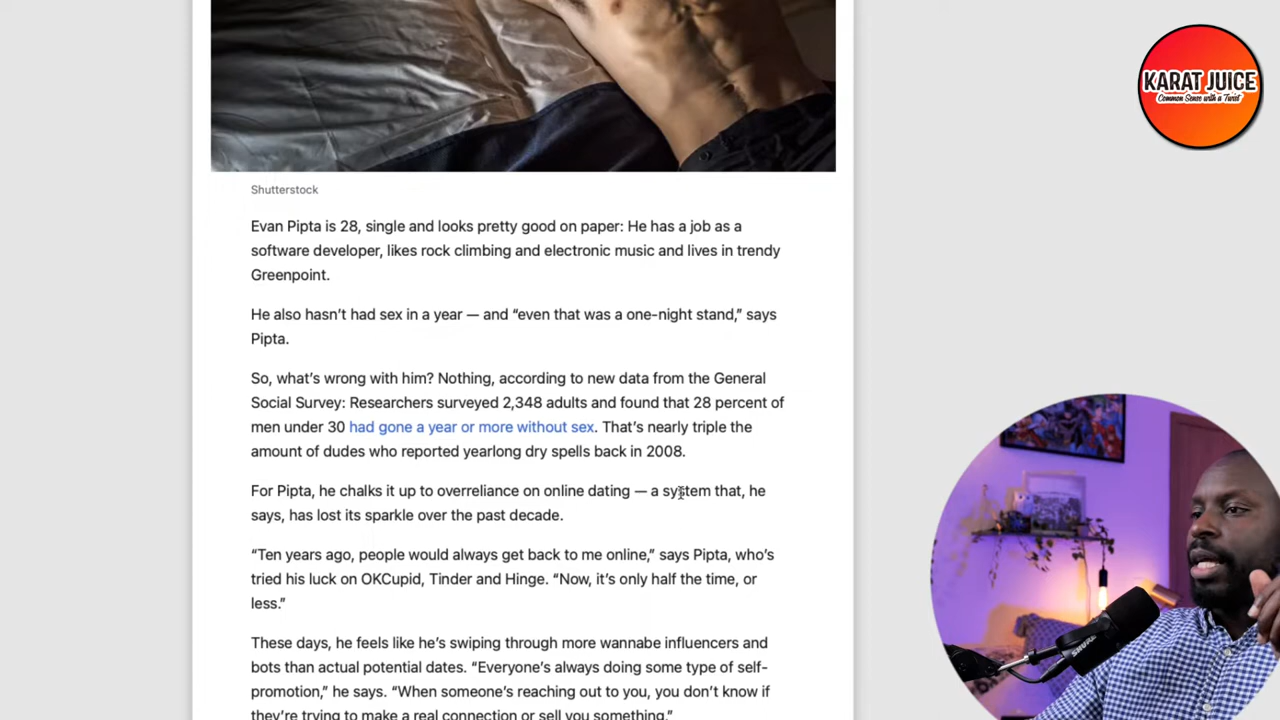 KARAT JUICE
Common Sense with a Twist
Shutterstock
Evan Pipta is 28, single and looks pretty good on paper: He has a job as a
software developer, likes rock climbing and electronic music and lives in trendy
Greenpoint.
He also hasn’t had sex in a year — and “even that was a one-night stand,” says
Pipta.
So, what’s wrong with him? Nothing, according to new data from the General
Social Survey: Researchers surveyed 2,348 adults and found that 28 percent of
men under 30 had gone a year or more without sex. That’s nearly triple the
amount of dudes who reported yearlong dry spells back in 2008.
For Pipta, he chalks it up to overreliance on online dating — a system that, he
says, has lost its sparkle over the past decade.
“Ten years ago, people would always get back to me online,” says Pipta, who’s
tried his luck on OKCupid, Tinder and Hinge. “Now, it’s only half the time, or
less.”
These days, he feels like he’s swiping through more wannabe influencers and
bots than actual potential dates. “Everyone’s always doing some type of self-
promotion,” he says. “When someone’s reaching out to you, you don’t know if
they’re trying to make a real connection or sell you something.”
SHURE